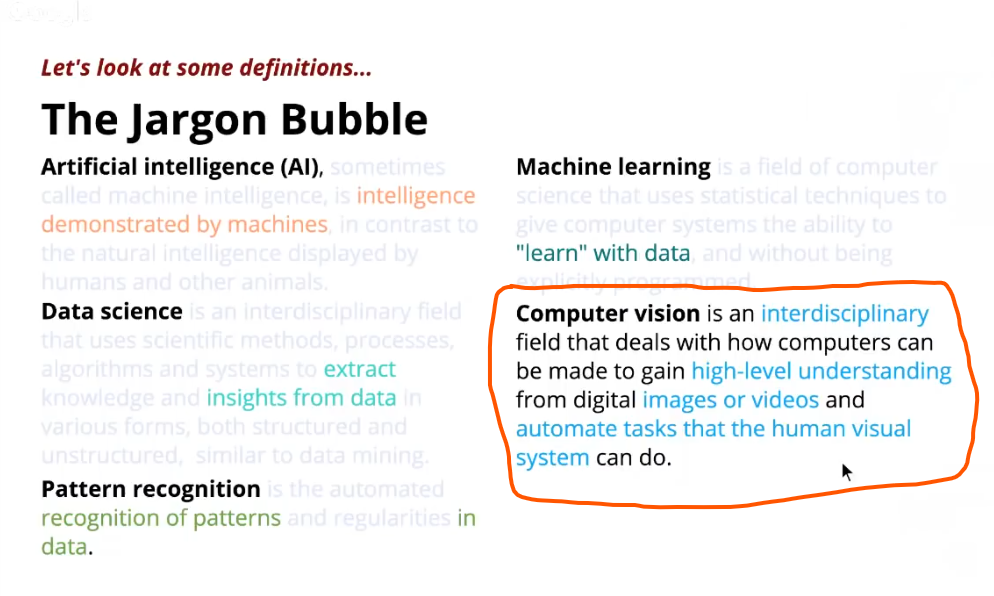 Let's look at some definitions...
The Jargon Bubble
Artificial intelligence (AI), sometimes
called machine intelligence, is intelligence
demonstrated by machines, in contrast to
the natural intelligence displayed by
humans and other animals.
Data science is an interdisciplinary field
that uses scientific methods, processes,
algorithms and systems to extract
knowledge and insights from data in
various forms, both structured and
unstructured, similar to data mining.
Pattern recognition is the automated
recognition of patterns and regularities in
data.
Machine learning is a field of computer
science that uses statistical techniques to
give computer systems the ability to
"learn" with data, and without being
explicitly programmed.
Computer vision is an interdisciplinary
field that deals with how computers can
be made to gain high-level understanding
from digital images or videos and
automate tasks that the human visual
system can do.